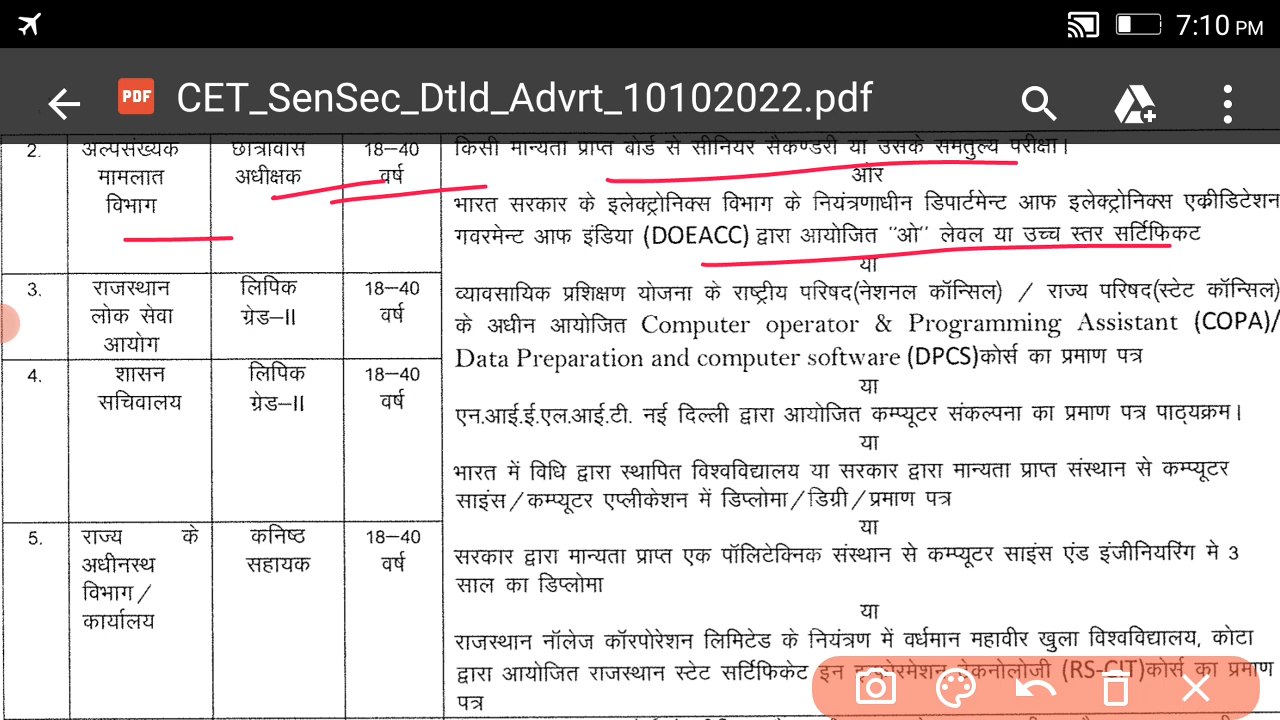 7:10 PM
PDF CET_SenSec_Dtld_Advrt_10102022.pdf
2. अल्पसंख्यक मामलात विभाग
छात्रावास अधीक्षक
18–40 वर्ष
किसी मान्यता प्राप्त बोर्ड से सीनियर सैकण्डरी या उसके समतुल्य परीक्षा।
और
भारत सरकार के इलेक्ट्रोनिक्स विभाग के नियंत्रणाधीन डिपार्टमेन्ट आफ इलेक्ट्रोनिक्स एक्रीडिटेशन
गवरमेन्ट आफ इंडिया (DOEACC) द्वारा आयोजित "ओ" लेवल या उच्च स्तर सर्टिफिकट
या
3. राजस्थान लोक सेवा आयोग
लिपिक ग्रेड–II
18–40 वर्ष
व्यावसायिक प्रशिक्षण योजना के राष्ट्रीय परिषद(नेशनल कॉन्सिल) / राज्य परिषद(स्टेट कॉन्सिल)
के अधीन आयोजित Computer operator & Programming Assistant (COPA)/
Data Preparation and computer software (DPCS)कोर्स का प्रमाण पत्र
4. शासन सचिवालय
लिपिक ग्रेड–II
18–40 वर्ष
या
एन.आई.ई.एल.आई.टी. नई दिल्ली द्वारा आयोजित कम्प्यूटर संकल्पना का प्रमाण पत्र पाठ्यक्रम।
या
भारत में विधि द्वारा स्थापित विश्वविद्यालय या सरकार द्वारा मान्यता प्राप्त संस्थान से कम्प्यूटर
साइंस/कम्प्यूटर एप्लीकेशन में डिप्लोमा/डिग्री/प्रमाण पत्र
या
5. राज्य के अधीनस्थ विभाग/ कार्यालय
कनिष्ठ सहायक
18–40 वर्ष
सरकार द्वारा मान्यता प्राप्त एक पॉलिटेक्निक संस्थान से कम्प्यूटर साइंस एंड इंजीनियरिंग मे 3
साल का डिप्लोमा
या
राजस्थान नॉलेज कॉरपोरेशन लिमिटेड के नियंत्रण में वर्धमान महावीर खुला विश्वविद्यालय, कोटा
द्वारा आयोजित राजस्थान स्टेट सर्टिफिकेट इन (RS-CIT)कोर्स का प्रमाण
पत्र